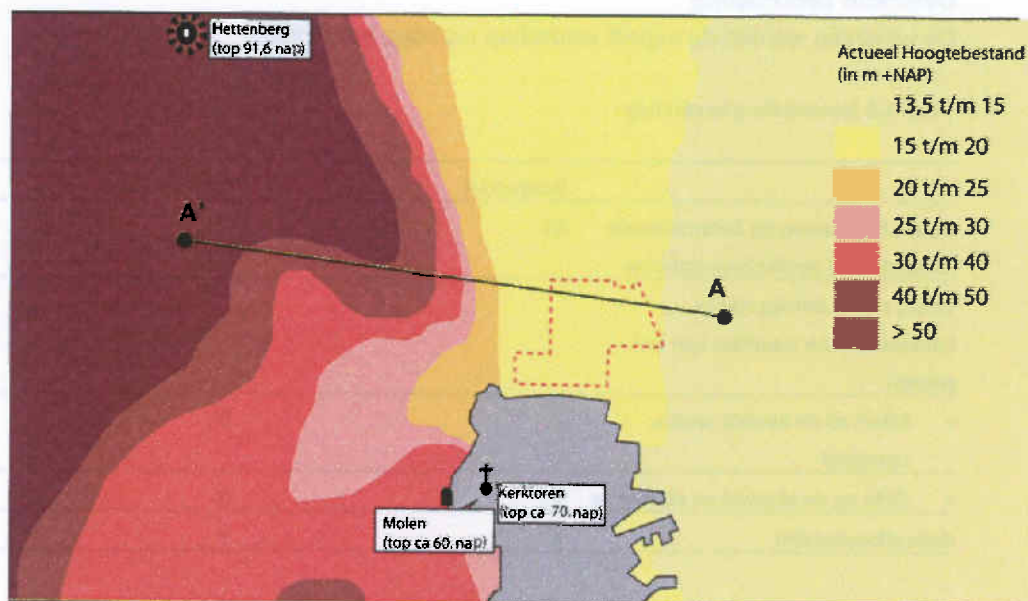 Hettenberg
(top 91,6 nap)
Actueel Hoogtebestand
(in m +NAP)
13,5 t/m 15
15 t/m 20
20 t/m 25
25 t/m 30
30 t/m 40
40 t/m 50
> 50
A'
A
Kerktoren
(top ca 70. nap)
Molen
(top ca 60. nap)